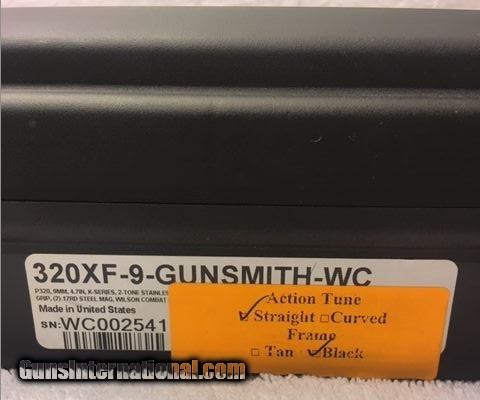 320XF-9-GUNSMITH-WC
P320, 9MM, 4.7IN, X-SERIES, 2-TONE STAINLES
GRIP, (2) 17RD STEEL MAG, WILSON COMBAT
Made in United States
SN:WC002541
Action Tune
Straight Curved
Frame
Tan Black
GunsInternational.com